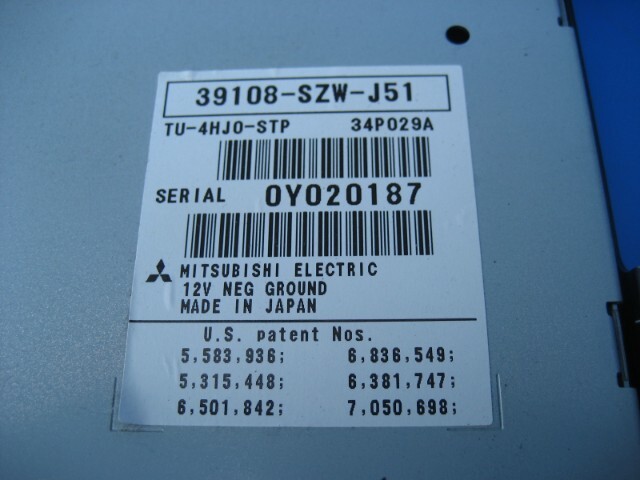 39108-SZW-J51
TU-4HJ0-STP 34P029A
SERIAL 0Y020187
MITSUBISHI ELECTRIC
12V NEG GROUND
MADE IN JAPAN
U.S. patent Nos.
5,583,936; 6,836,549;
5,315,448; 6,381,747;
6,501,842; 7,050,698;